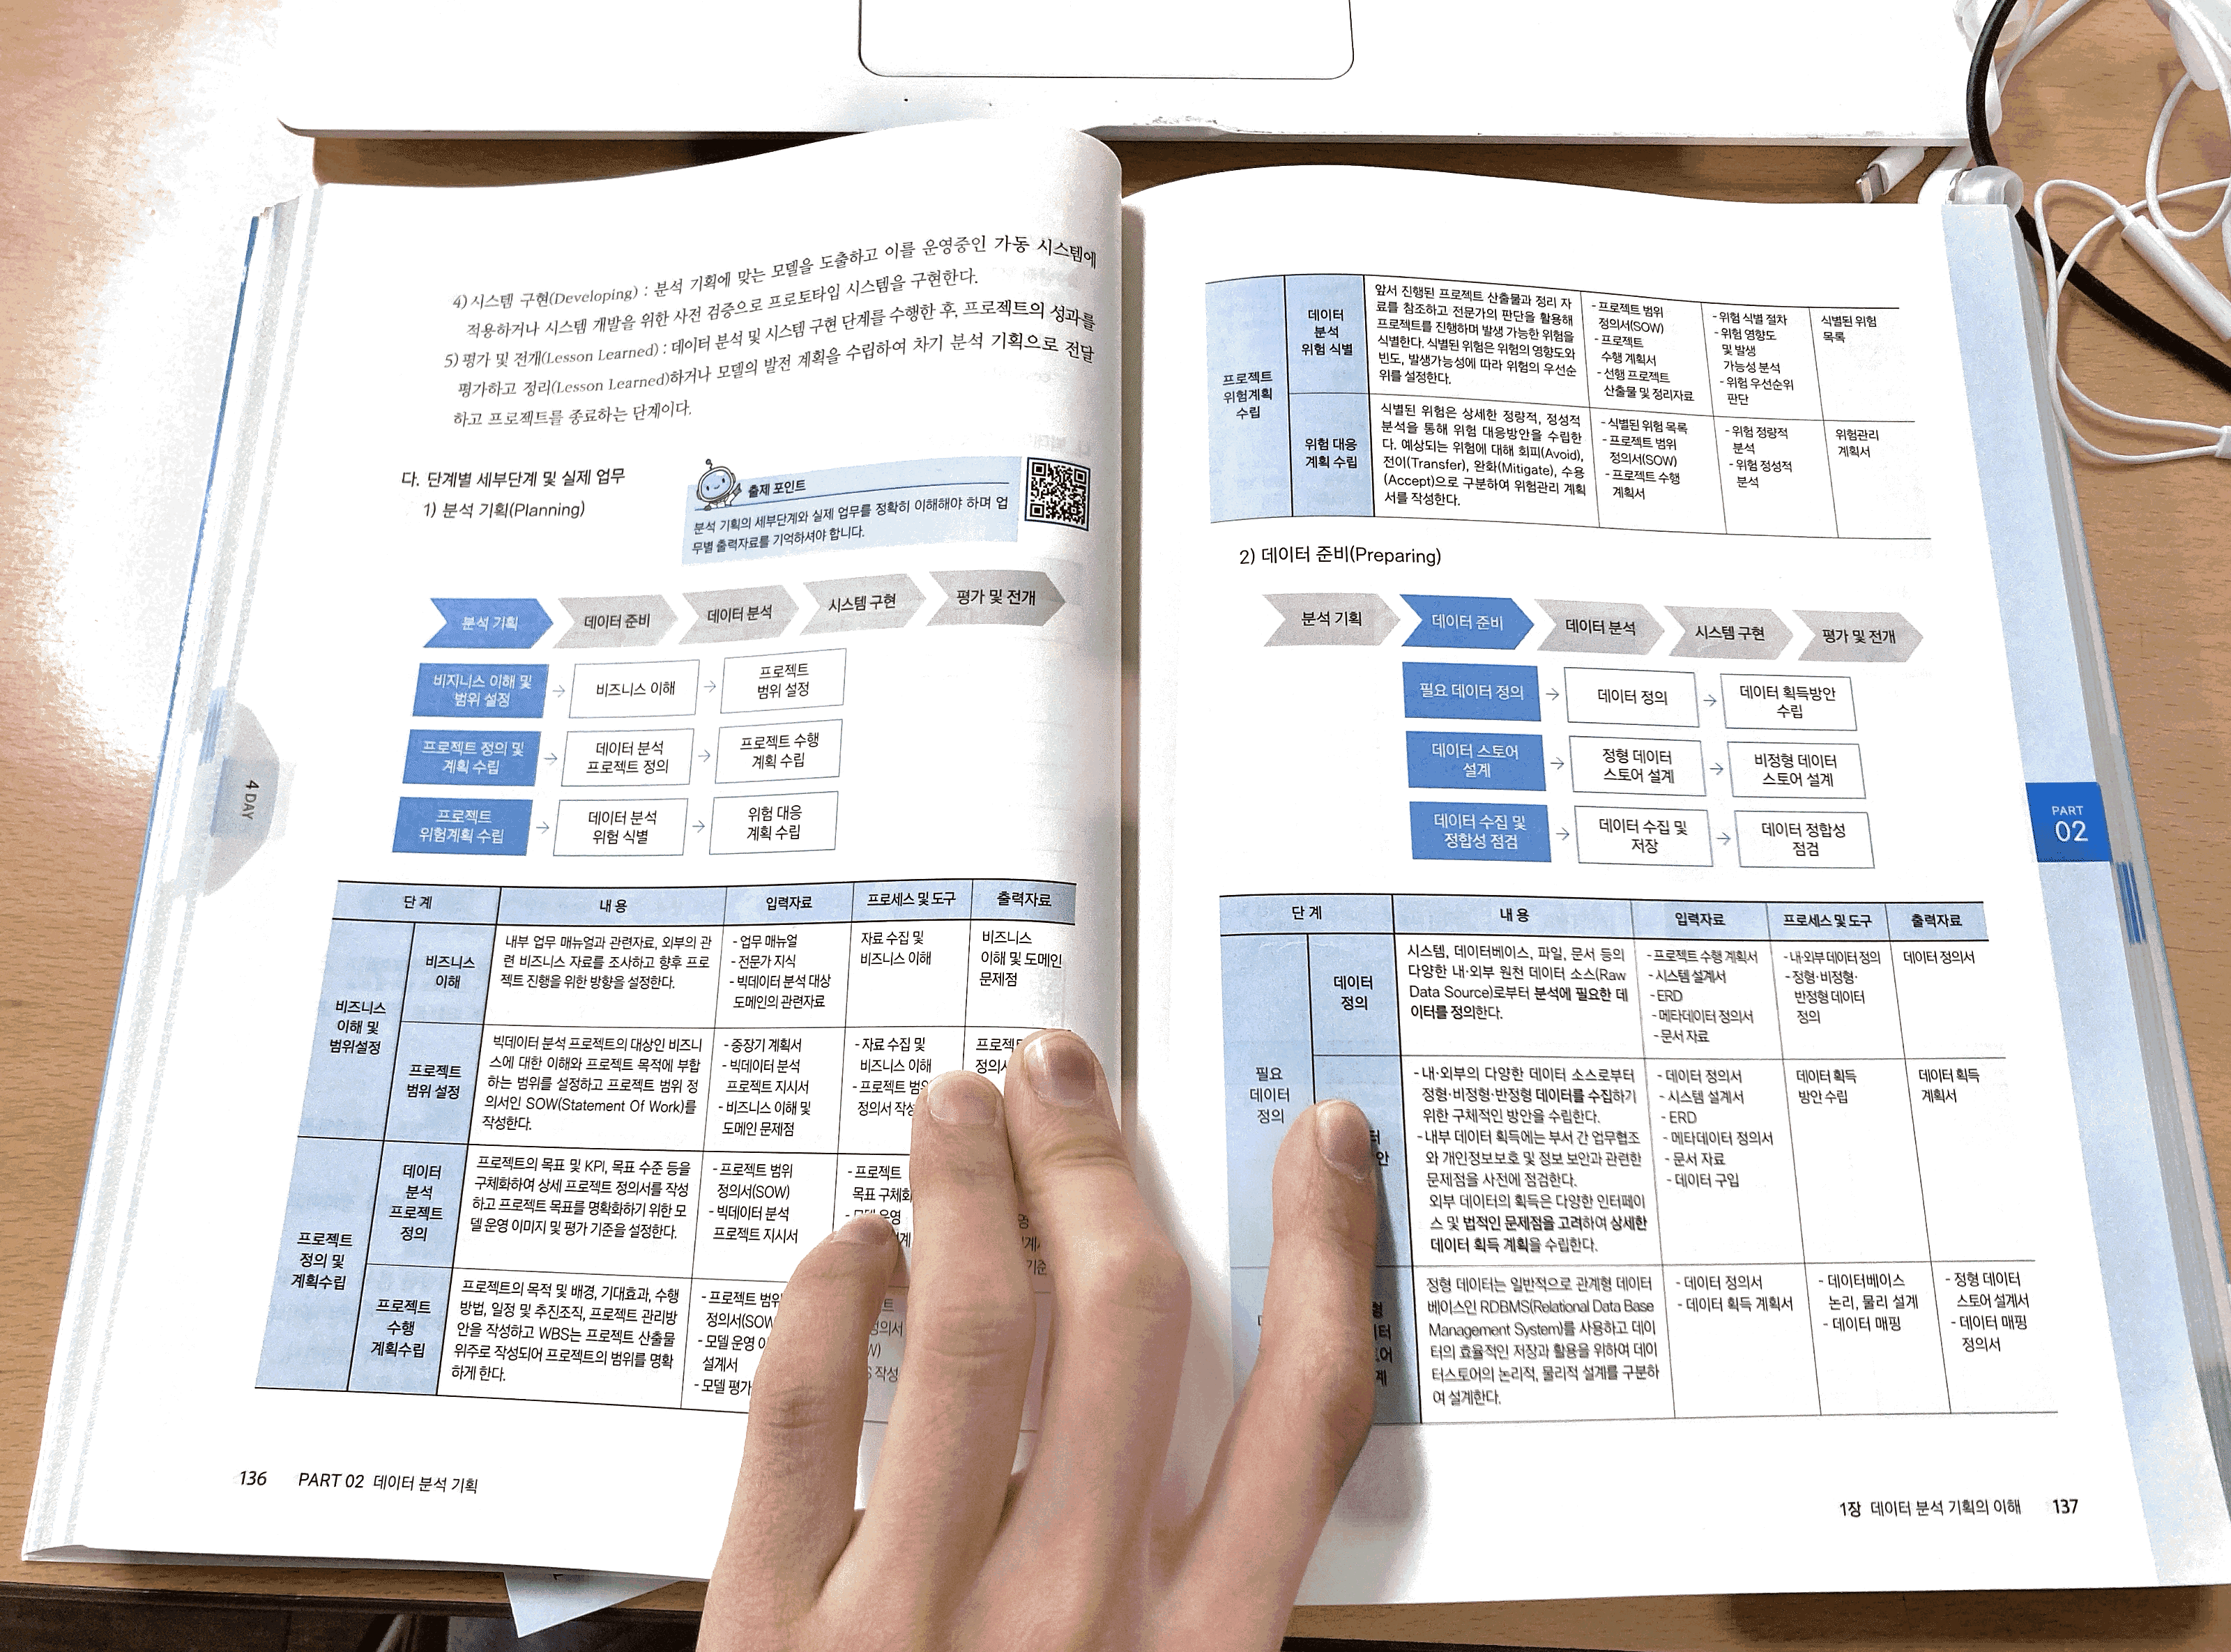 4) 시스템 구현(Developing) : 분석 기획에 맞는 모델을 도출하고 이를 운영중인 가동 시스템에
적용하거나 시스템 개발을 위한 사전 검증으로 프로토타입 시스템을 구현한다.
5) 평가 및 전개(Lesson Learned) : 데이터 분석 및 시스템 구현 단계를 수행한 후, 프로젝트의 성과를
평가하고 정리(Lesson Learned)하거나 모델의 발전 계획을 수립하여 차기 분석 기획으로 전달
하고 프로젝트를 종료하는 단계이다.
다. 단계별 세부단계 및 실제 업무
1) 분석 기획(Planning)
출제 포인트
분석 기획의 세부단계와 실제 업무를 정확히 이해해야 하며 업
무별 출력자료를 기억하셔야 합니다.
분석 기획
데이터 준비
데이터 분석
시스템 구현
평가 및 전개
비지니스 이해 및
범위 설정
비즈니스 이해
프로젝트
범위 설정
프로젝트 정의 및
계획 수립
데이터 분석
프로젝트 정의
프로젝트 수행
계획 수립
프로젝트
위험계획 수립
데이터 분석
위험 식별
위험 대응
계획 수립
4 DAY
단 계
내 용
입력자료
프로세스 및 도구
출력자료
비즈니스
이해 및
범위설정
비즈니스
이해
내부 업무 매뉴얼과 관련자료, 외부의 관
련 비즈니스 자료를 조사하고 향후 프로
젝트 진행을 위한 방향을 설정한다.
- 업무 매뉴얼
- 전문가 지식
- 빅데이터 분석 대상
도메인의 관련자료
자료 수집 및
비즈니스 이해
비즈니스
이해 및 도메인
문제점
프로젝트
범위 설정
빅데이터 분석 프로젝트의 대상인 비즈니
스에 대한 이해와 프로젝트 목적에 부합
하는 범위를 설정하고 프로젝트 범위 정
의서인 SOW(Statement Of Work)를
작성한다.
- 중장기 계획서
- 빅데이터 분석
프로젝트 지시서
- 비즈니스 이해 및
도메인 문제점
- 자료 수집 및
비즈니스 이해
- 프로젝트
정의서
프로젝트
정의 및
계획수립
데이터
분석
프로젝트
정의
프로젝트의 목표 및 KPI, 목표 수준 등을
구체화하여 상세 프로젝트 정의서를 작성
하고 프로젝트 목표를 명확화하기 위한 모
델 운영 이미지 및 평가 기준을 설정한다.
- 프로젝트 범위
정의서(SOW)
- 빅데이터 분석
프로젝트 지시서
- 프로젝트
목표
운영
프로젝트
수행
계획수립
프로젝트의 목적 및 배경, 기대효과, 수행
방법, 일정 및 추진조직, 프로젝트 관리방
안을 작성하고 WBS는 프로젝트 산출물
위주로 작성되어 프로젝트의 범위를 명확
하게 한다.
- 프로젝트 범위
정의서(SOW
- 모델 운영
설계서
- 모델 평가
작성
136 PART 02 데이터 분석 기획
프로젝트
위험계획
수립
데이터
분석
위험 식별
앞서 진행된 프로젝트 산출물과 정리 자
료를 참조하고 전문가의 판단을 활용해
프로젝트를 진행하며 발생 가능한 위험을
식별한다. 식별된 위험은 위험의 영향도와
빈도, 발생가능성에 따라 위험의 우선순
위를 설정한다.
- 프로젝트 범위
정의서(SOW)
- 프로젝트
수행 계획서
- 선행 프로젝트
산출물 및 정리자료
- 위험 식별 절차
- 위험 영향도
및 발생
가능성 분석
- 위험 우선순위
판단
식별된 위험
목록
위험 대응
계획 수립
식별된 위험은 상세한 정량적, 정성적
분석을 통해 위험 대응방안을 수립한
다. 예상되는 위험에 대해 회피(Avoid),
전이(Transfer), 완화(Mitigate), 수용
(Accept)으로 구분하여 위험관리 계획
서를 작성한다.
- 식별된 위험 목록
- 프로젝트 범위
정의서(SOW)
- 프로젝트 수행
계획서
- 위험 정량적
분석
- 위험 정성적
분석
위험관리
계획서
2) 데이터 준비(Preparing)
분석 기획
데이터 준비
데이터 분석
시스템 구현
평가 및 전개
필요 데이터 정의
데이터 정의
데이터 획득방안
수립
데이터 스토어
설계
정형 데이터
스토어 설계
비정형 데이터
스토어 설계
데이터 수집 및
정합성 점검
데이터 수집 및
저장
데이터 정합성
점검
PART
02
단 계
내 용
입력자료
프로세스 및 도구
출력자료
필요
데이터
정의
데이터
정의
시스템, 데이터베이스, 파일, 문서 등의
다양한 내·외부 원천 데이터 소스(Raw
Data Source)로부터 분석에 필요한 데
이터를 정의한다.
- 프로젝트 수행 계획서
- 시스템 설계서
- ERD
- 메타데이터 정의서
- 문서 자료
- 내·외부 데이터 정의
- 정형·비정형·
반정형 데이터
정의
데이터 정의서
- 내·외부의 다양한 데이터 소스로부터
정형·비정형·반정형 데이터를 수집하기
위한 구체적인 방안을 수립한다.
- 내부 데이터 획득에는 부서 간 업무협조
와 개인정보보호 및 정보 보안과 관련한
문제점을 사전에 점검한다.
외부 데이터의 획득은 다양한 인터페이
스 및 법적인 문제점을 고려하여 상세한
데이터 획득 계획을 수립한다.
- 데이터 정의서
- 시스템 설계서
- ERD
- 메타데이터 정의서
- 문서 자료
- 데이터 구입
데이터 획득
방안 수립
데이터 획득
계획서
정형 데이터는 일반적으로 관계형 데이터
베이스인 RDBMS(Relational Data Base
Management System)를 사용하고 데이
터의 효율적인 저장과 활용을 위하여 데이
터스토어의 논리적, 물리적 설계를 구분하
여 설계한다.
- 데이터 정의서
- 데이터 획득 계획서
- 데이터베이스
논리, 물리 설계
- 데이터 매핑
- 정형 데이터
스토어 설계서
- 데이터 매핑
정의서
1장 데이터 분석 기획의 이해 137